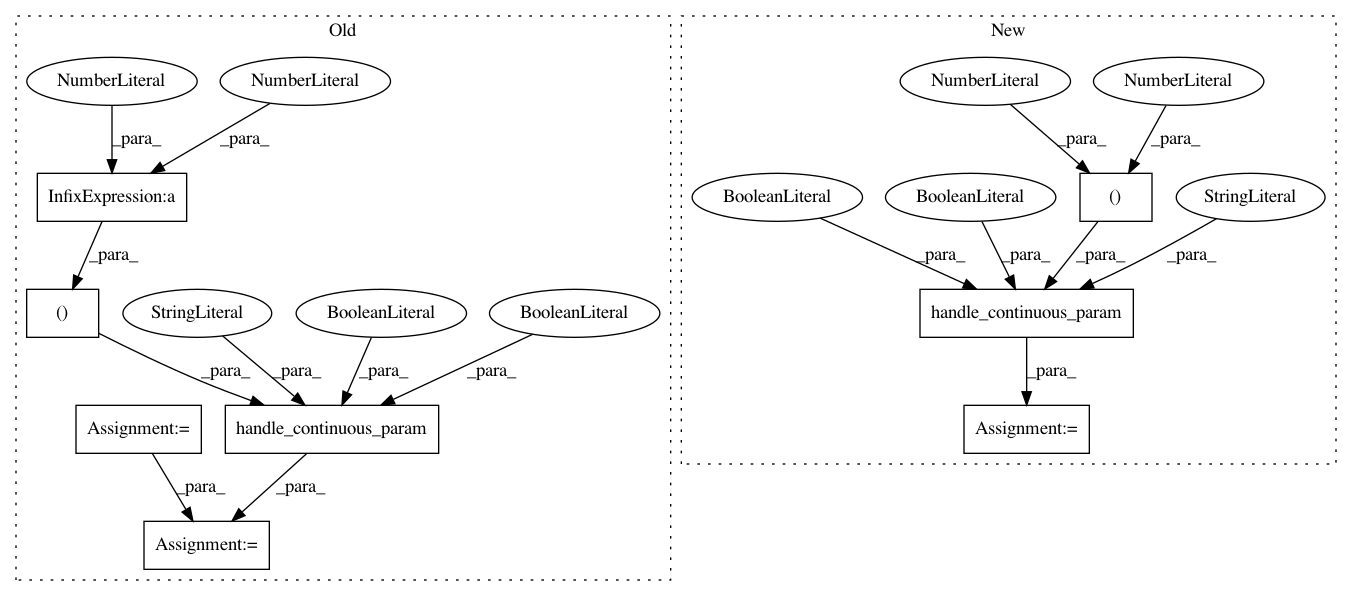 Old
New
NumberLiteral
NumberLiteral
NumberLiteral
NumberLiteral
_para_
_para_
_para_
_para_
InfixExpression:a
BooleanLiteral
BooleanLiteral
()
StringLiteral
_para_
_para_
_para_
_para_
_para_
()
StringLiteral
BooleanLiteral
BooleanLiteral
handle_continuous_param
_para_
_para_
_para_
_para_
_para_
Assignment:=
handle_continuous_param
Assignment:=
_para_
_para_
Assignment:=